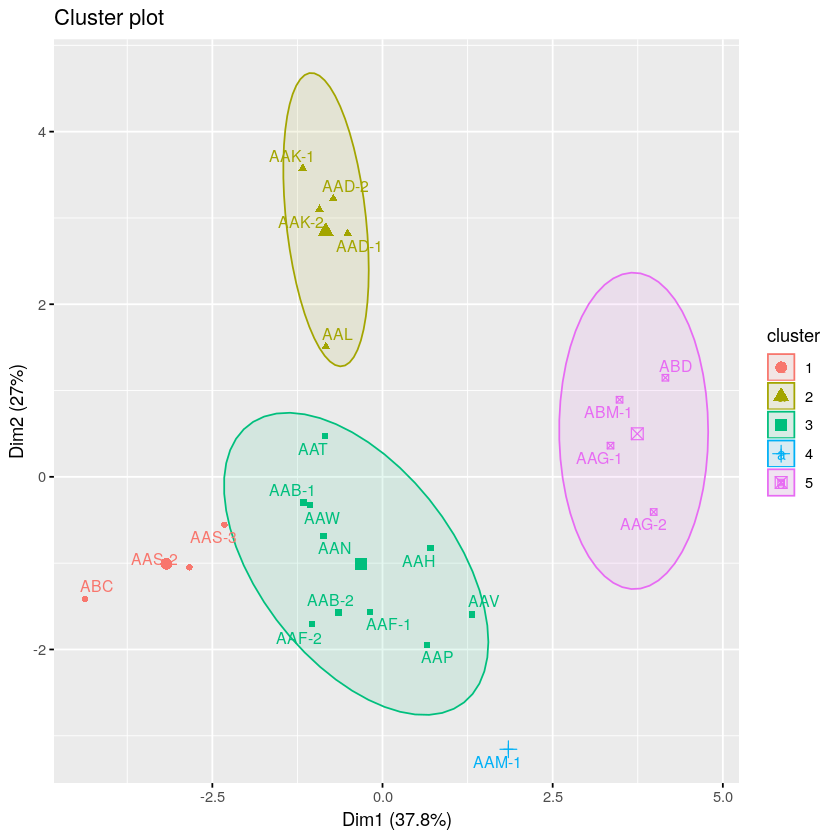 Cluster plot
4
AAK-1
AAD-2
AAK-2
AAD-1
2
AAL
cluster
1
2
3
4
5
ABD
ABM-1
AAG-1
AAG-2
Dim2 (27%)
0
AAT
AAB-1
AAW
AAS-3
AAN
AAS-2
AAH
ABC
AAB-2
AAV
AAF-1
AAF-2
AAP
-2
AAM-1
-2.5
0.0
2.5
5.0
Dim1 (37.8%)